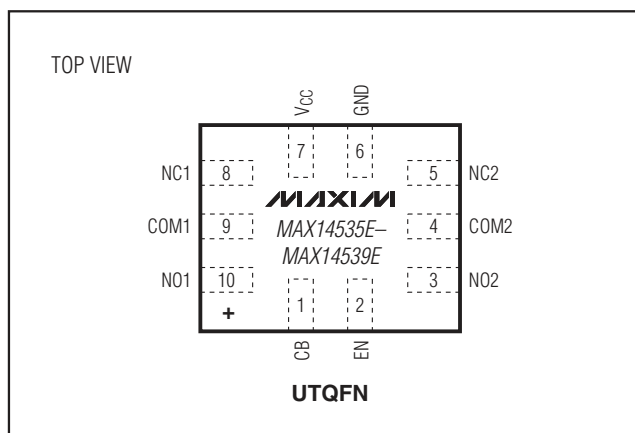 TOP VIEW
VCC
GND
7
6
NC1
8
5
NC2
MAXIM
COM1
9
MAX14535E–
4
COM2
MAX14539E
NO1
10
3
NO2
+
1
2
CB
EN
UTQFN